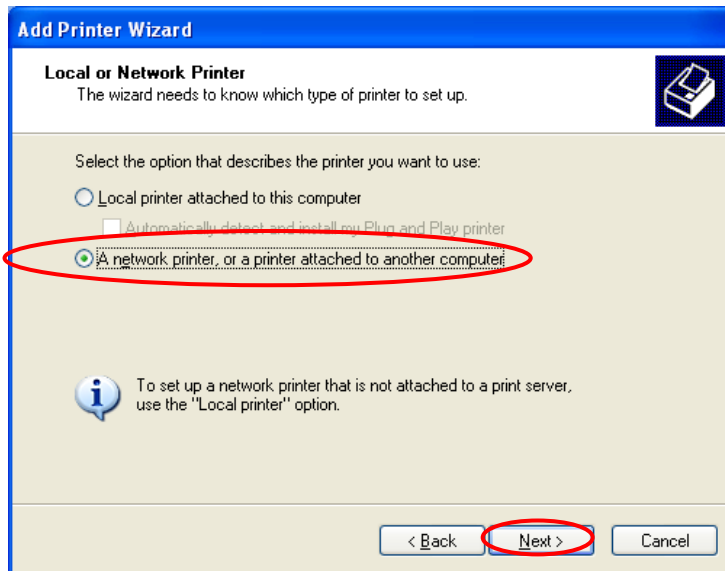 Add Printer Wizard
Local or Network Printer
The wizard needs to know which type of printer to set up.
Select the option that describes the printer you want to use:
Local printer attached to this computer
Automatically detect and install my Plug and Play printer
A network printer, or a printer attached to another computer
To set up a network printer that is not attached to a print server,
use the "Local printer" option.
< Back
Next >
Cancel